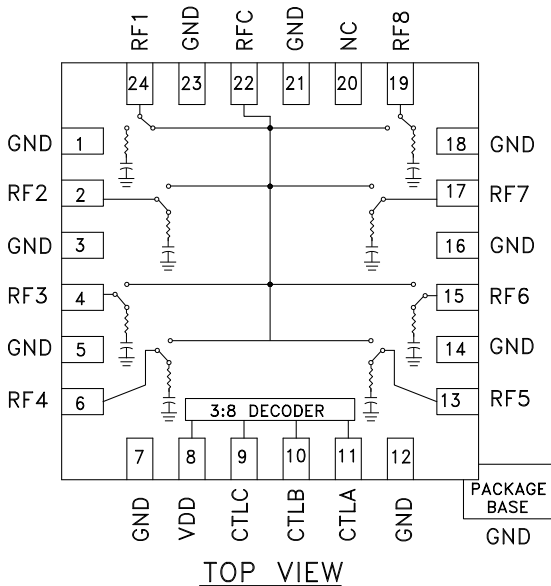 RF1 GND RFC GND NC RF8
24 23 22 21 20 19
GND 1 18 GND
RF2 2 17 RF7
GND 3 16 GND
RF3 4 15 RF6
GND 5 14 GND
RF4 6 13 RF5
3:8 DECODER
7 8 9 10 11 12
GND VDD CTLC CTLB CTLA GND
PACKAGE
BASE
GND
TOP VIEW